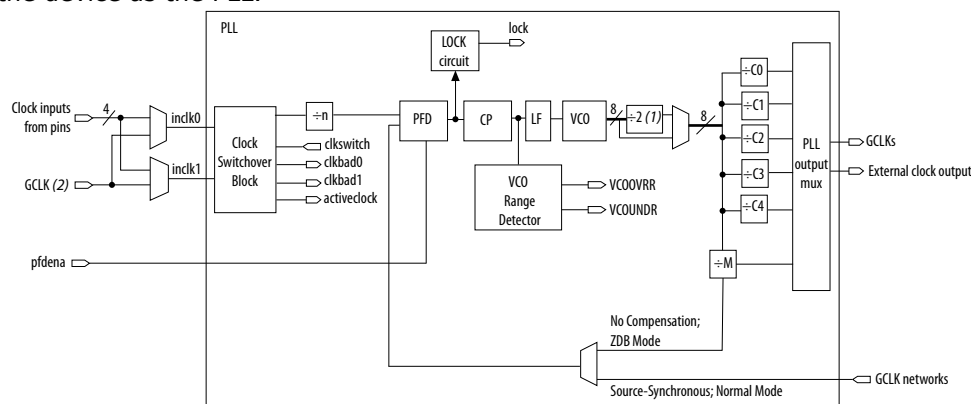 the device as the PLL.
PLL
lock
LOCK
circuit
Clock inputs
from pins
4
inclk0
÷n
PFD
CP
LF
VCO
8
÷2 (1)
8
÷C0
÷C1
÷C2
÷C3
÷C4
÷M
PLL
output
mux
GCLKs
External clock output
Clock
Switchover
Block
clkswitch
clkbad0
clkbad1
activeclock
inclk1
GCLK (2)
VCO
Range
Detector
VCOOVRR
VCOUNDR
pfdena
No Compensation;
ZDB Mode
Source-Synchronous; Normal Mode
GCLK networks